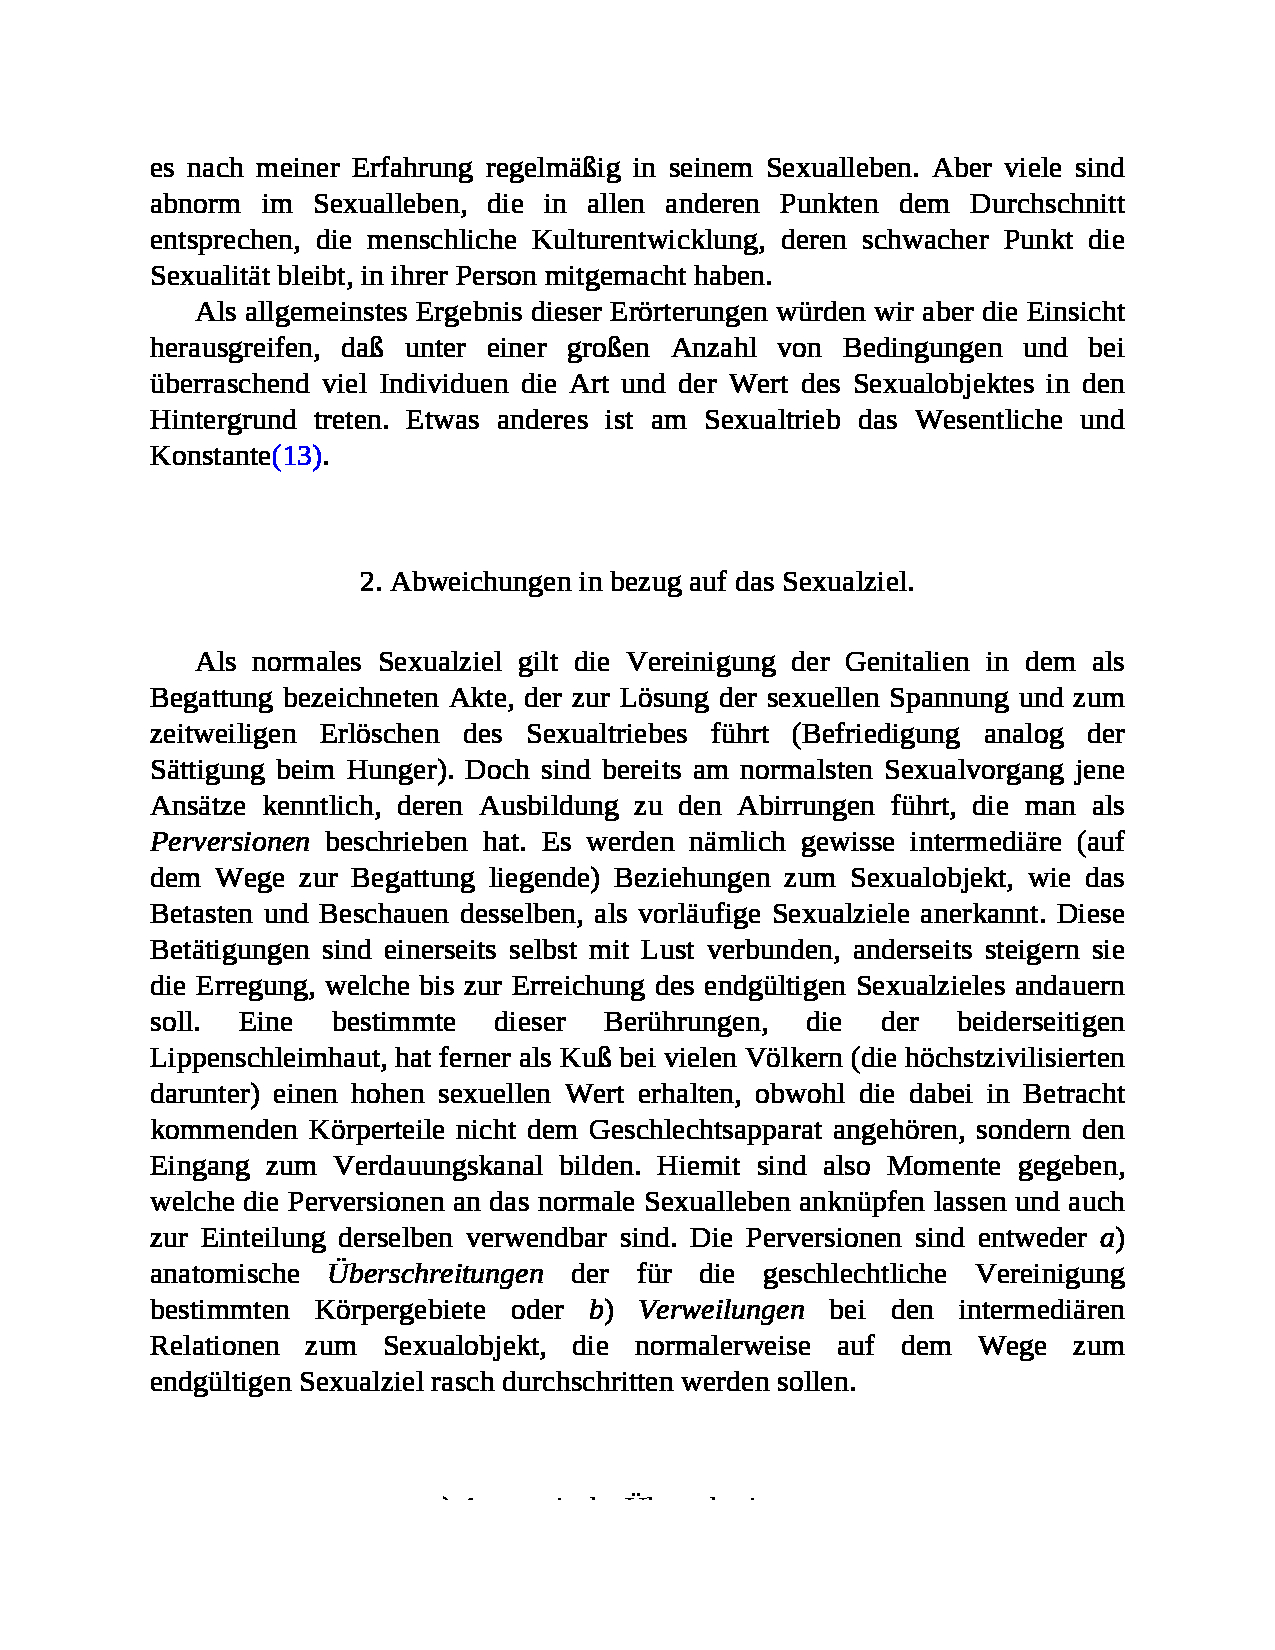 es nach meiner Erfahrung regelmäßig in seinem Sexualleben. Aber viele sind
abnorm im Sexualleben, die in allen anderen Punkten dem Durchschnitt
entsprechen, die menschliche Kulturentwicklung, deren schwacher Punkt die
Sexualität bleibt, in ihrer Person mitgemacht haben.
Als allgemeinstes Ergebnis dieser Erörterungen würden wir aber die Einsicht
herausgreifen, daß unter einer großen Anzahl von Bedingungen und bei
überraschend viel Individuen die Art und der Wert des Sexualobjektes in den
Hintergrund treten. Etwas anderes ist am Sexualtrieb das Wesentliche und
Konstante(13).
2. Abweichungen in bezug auf das Sexualziel.
Als normales Sexualziel gilt die Vereinigung der Genitalien in dem als
Begattung bezeichneten Akte, der zur Lösung der sexuellen Spannung und zum
zeitweiligen Erlöschen des Sexualtriebes führt (Befriedigung analog der
Sättigung beim Hunger). Doch sind bereits am normalsten Sexualvorgang jene
Ansätze kenntlich, deren Ausbildung zu den Abirrungen führt, die man als
Perversionen beschrieben hat. Es werden nämlich gewisse intermediäre (auf
dem Wege zur Begattung liegende) Beziehungen zum Sexualobjekt, wie das
Betasten und Beschauen desselben, als vorläufige Sexualziele anerkannt. Diese
Betätigungen sind einerseits selbst mit Lust verbunden, anderseits steigern sie
die Erregung, welche bis zur Erreichung des endgültigen Sexualzieles andauern
soll. Eine bestimmte dieser Berührungen, die der beiderseitigen
Lippenschleimhaut, hat ferner als Kuß bei vielen Völkern (die höchstzivilisierten
darunter) einen hohen sexuellen Wert erhalten, obwohl die dabei in Betracht
kommenden Körperteile nicht dem Geschlechtsapparat angehören, sondern den
Eingang zum Verdauungskanal bilden. Hiemit sind also Momente gegeben,
welche die Perversionen an das normale Sexualleben anknüpfen lassen und auch
zur Einteilung derselben verwendbar sind. Die Perversionen sind entweder a)
anatomische Überschreitungen der für die geschlechtliche Vereinigung
bestimmten Körpergebiete oder b) Verweilungen bei den intermediären
Relationen zum Sexualobjekt, die normalerweise auf dem Wege zum
endgültigen Sexualziel rasch durchschritten werden sollen.